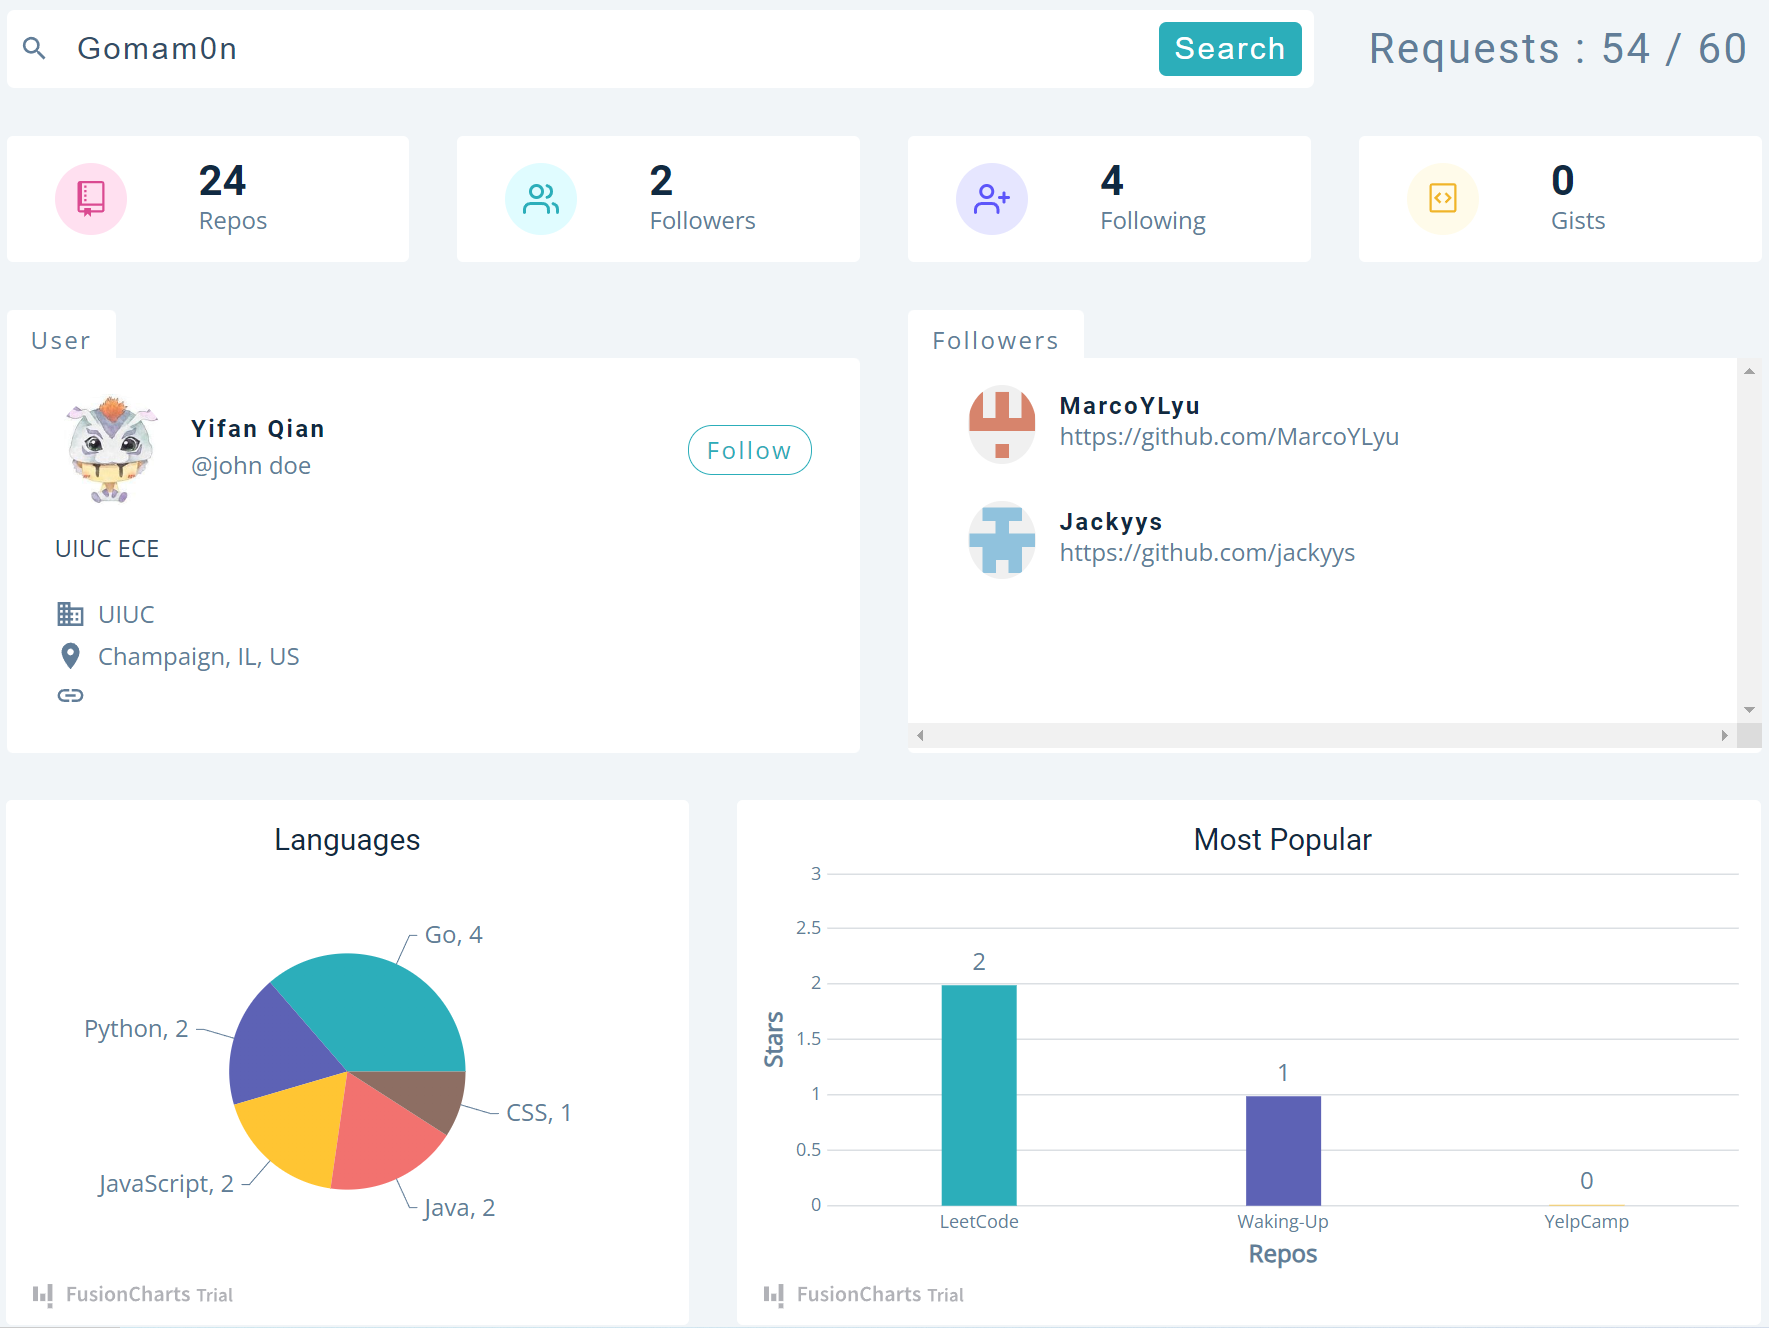 Gomam0n
Search
Requests : 54 / 60
24
Repos
2
Followers
4
Following
0
Gists
User
Yifan Qian
@john doe
Follow
UIUC ECE
UIUC
Champaign, IL, US
Followers
MarcoYLyu
https://github.com/MarcoYLyu
Jackyys
https://github.com/jackyys
Languages
Go, 4
Python, 2
CSS, 1
JavaScript, 2
Java, 2
FusionCharts Trial
Most Popular
3
2.5
2
1.5
1
0.5
0
Stars
2
1
0
LeetCode
Waking-Up
YelpCamp
Repos
FusionCharts Trial